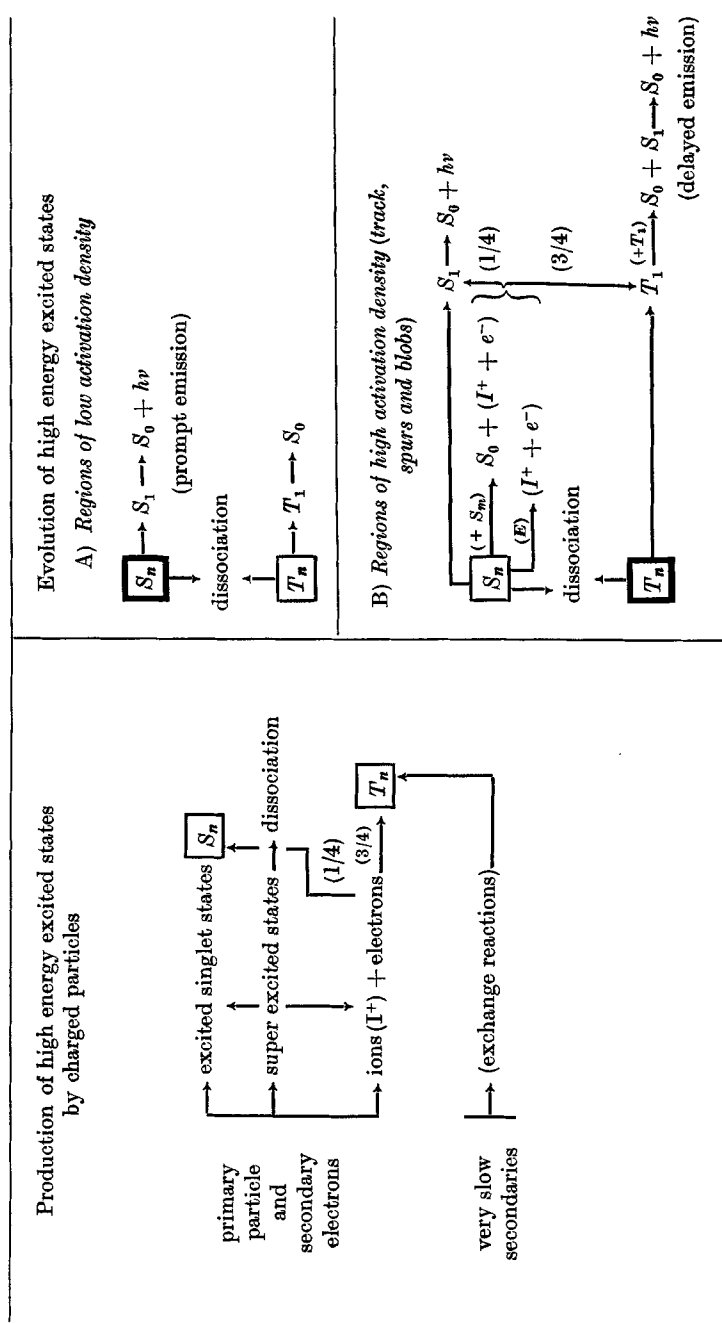 Production of high energy excited states
by charged particles
primary
particle
and
secondary
electrons
excited singlet states
S_n
super excited states
dissociation
(1/4)
ions (I⁺) + electrons
(3/4)
T_n
very slow
secondaries
(exchange reactions)
Evolution of high energy excited states
A) Regions of low activation density
S_n → S_1 → S_0 + hν
(prompt emission)
dissociation
T_n → T_1 → S_0
B) Regions of high activation density (track,
spurs and blobs)
S_1 → S_0 + hν
S_n
(+ S_m)
S_0 + (I⁺ + e⁻)
(1/4)
(E)
(I⁺ + e⁻)
(3/4)
dissociation
T_n
T_1
(+T_1)
S_0 + S_1 → S_0 + hν
(delayed emission)